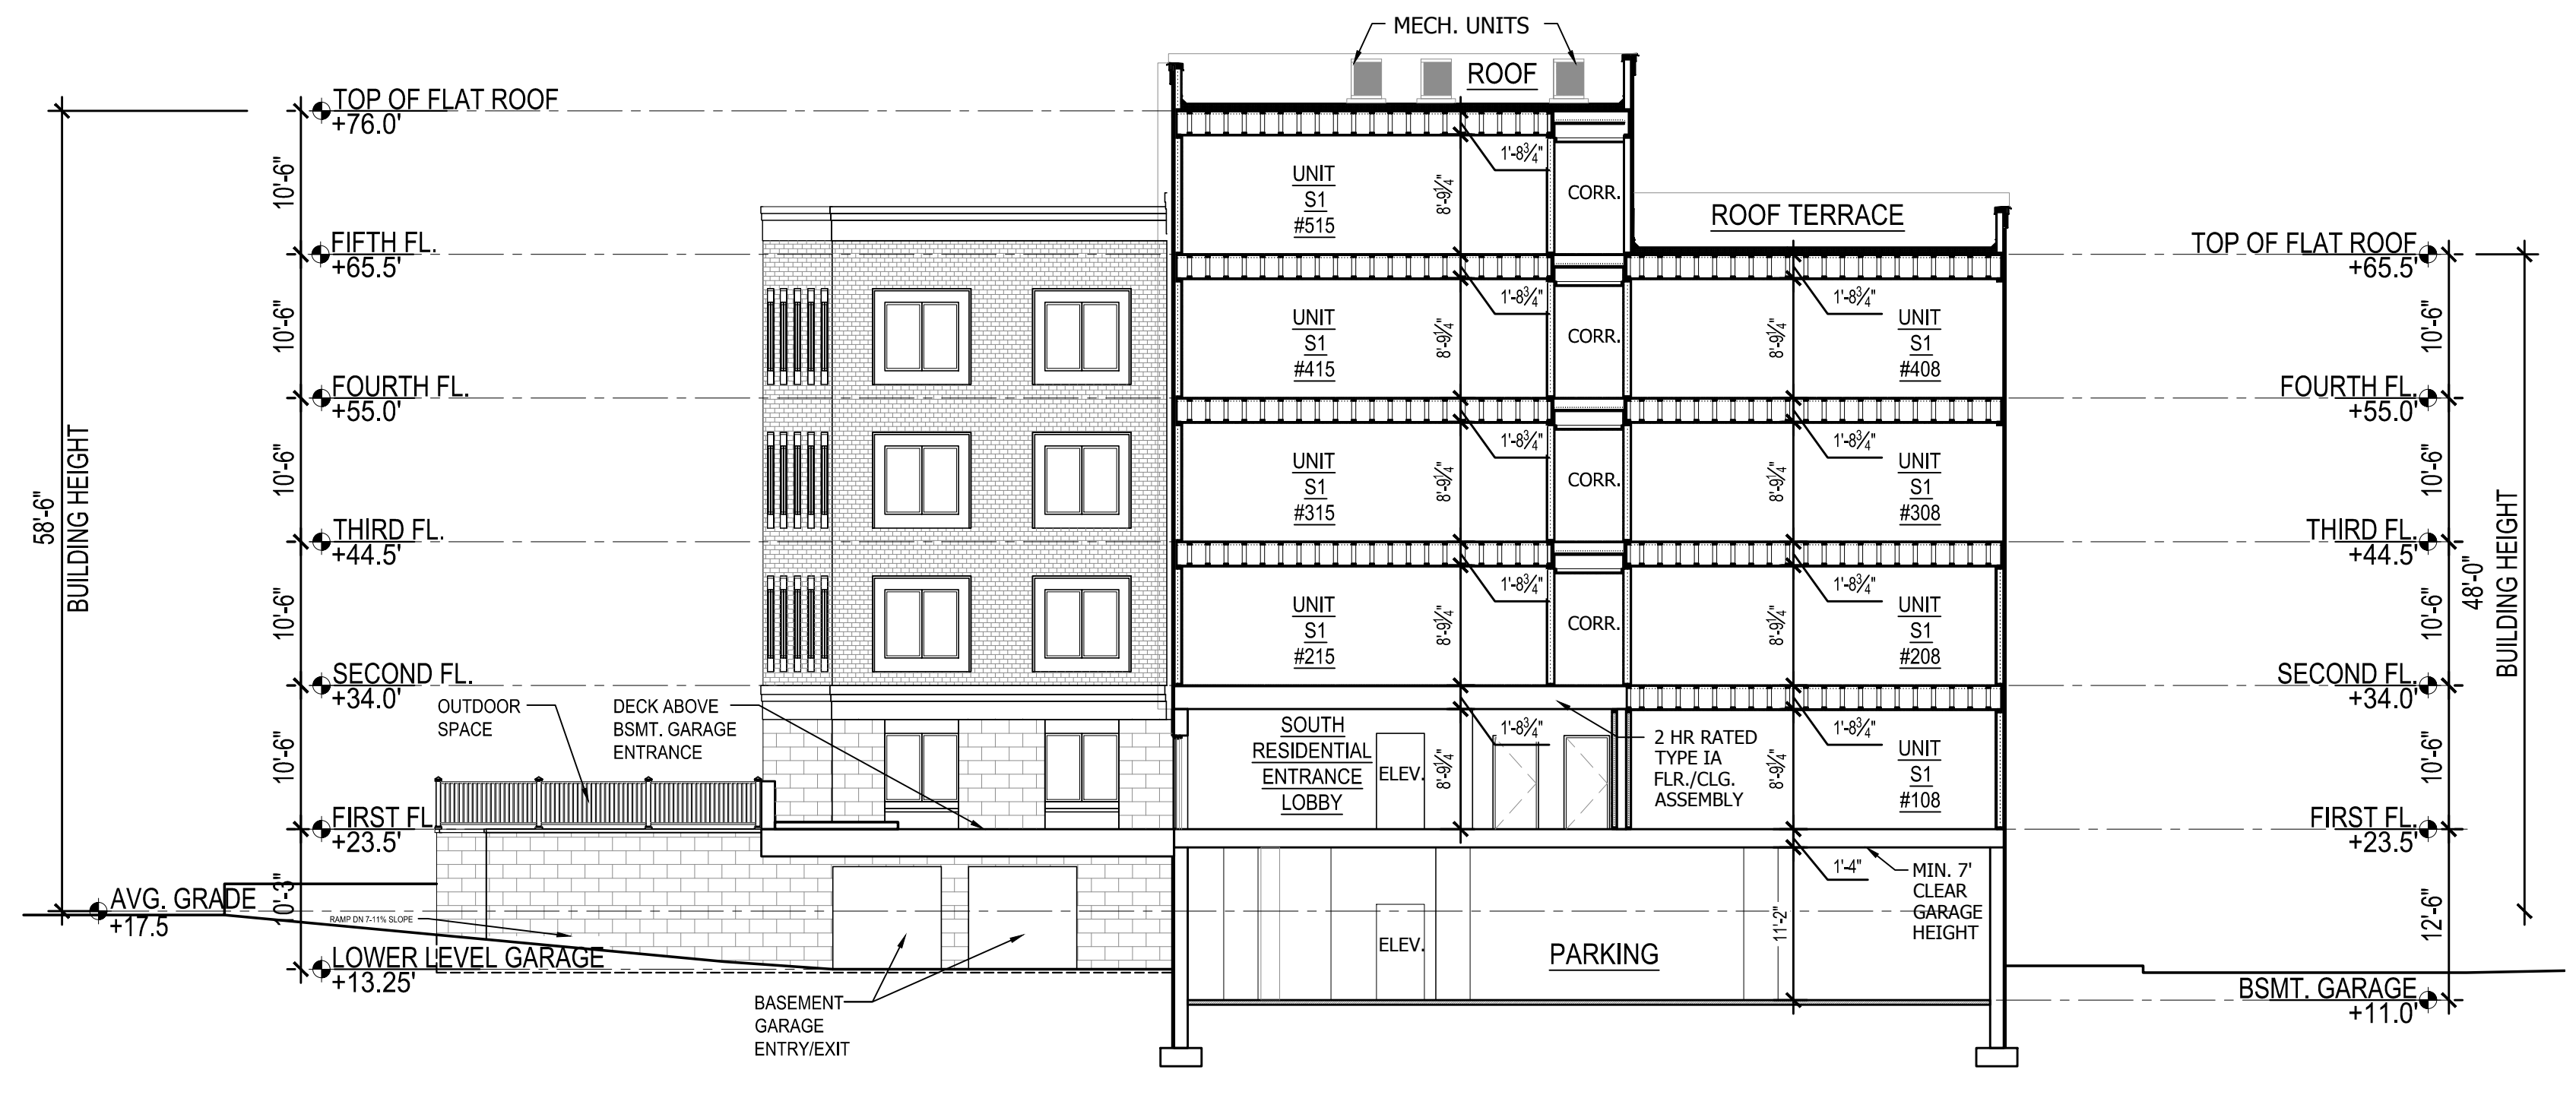 MECH. UNITS
ROOF
TOP OF FLAT ROOF
+76.0'
10'-6"
1'-8¾"
UNIT
S1
#515
8'-9¼"
CORR.
ROOF TERRACE
FIFTH FL.
+65.5'
TOP OF FLAT ROOF
+65.5'
10'-6"
1'-8¾"
UNIT
S1
#415
8'-9¼"
CORR.
8'-9¼"
1'-8¾"
UNIT
S1
#408
10'-6"
FOURTH FL.
+55.0'
FOURTH FL.
+55.0'
58'-6"
BUILDING HEIGHT
10'-6"
1'-8¾"
UNIT
S1
#315
8'-9¼"
CORR.
8'-9¼"
1'-8¾"
UNIT
S1
#308
10'-6"
THIRD FL.
+44.5'
THIRD FL.
+44.5'
48'-0"
BUILDING HEIGHT
10'-6"
1'-8¾"
UNIT
S1
#215
8'-9¼"
CORR.
8'-9¼"
1'-8¾"
UNIT
S1
#208
10'-6"
SECOND FL.
+34.0'
SECOND FL.
+34.0'
OUTDOOR
SPACE
DECK ABOVE
BSMT. GARAGE
ENTRANCE
10'-6"
SOUTH
RESIDENTIAL
ENTRANCE
LOBBY
ELEV.
8'-9¼"
1'-8¾"
2 HR RATED
TYPE IA
FLR./CLG.
ASSEMBLY
8'-9¼"
1'-8¾"
UNIT
S1
#108
10'-6"
FIRST FL.
+23.5'
FIRST FL.
+23.5'
AVG. GRADE
+17.5
10'-3"
RAMP DN 7-11% SLOPE
ELEV.
PARKING
11'-2"
1'-4"
MIN. 7'
CLEAR
GARAGE
HEIGHT
12'-6"
LOWER LEVEL GARAGE
+13.25'
BASEMENT
GARAGE
ENTRY/EXIT
BSMT. GARAGE
+11.0'